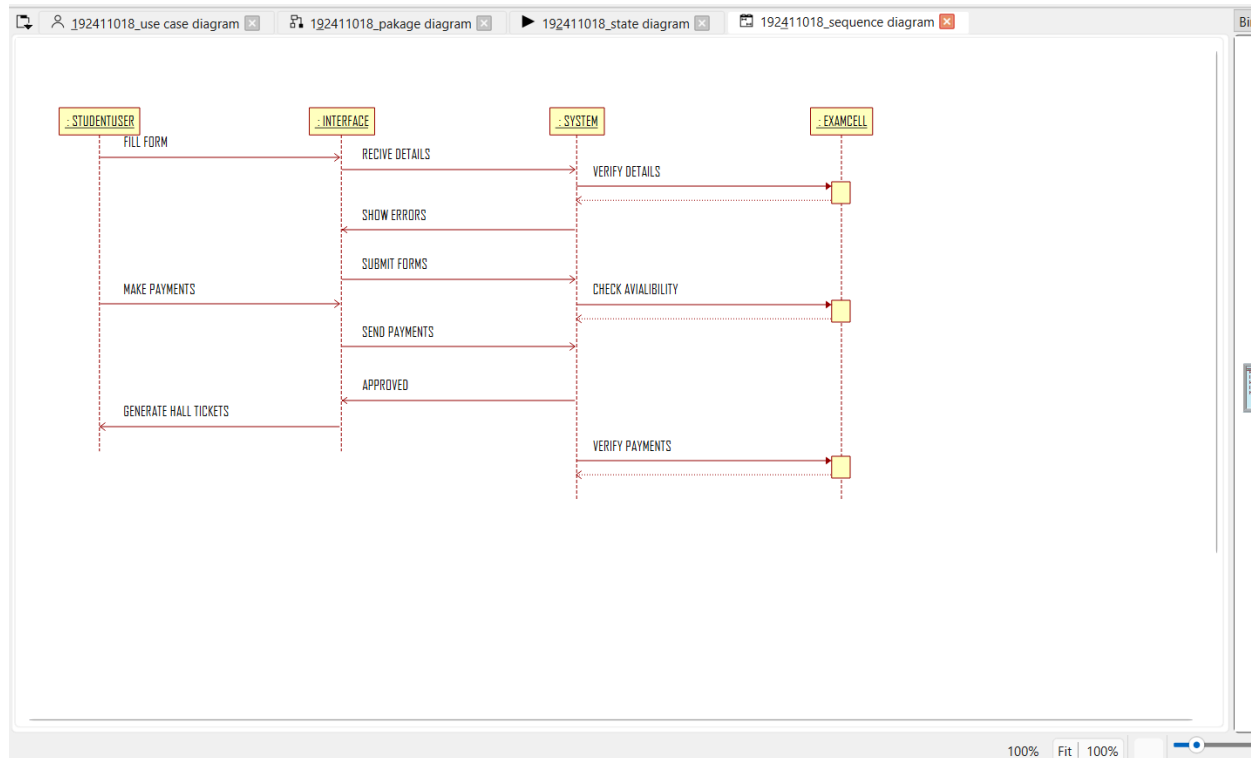 192411018_use case diagram
192411018_pakage diagram
192411018_state diagram
192411018_sequence diagram
: STUDENTUSER
: INTERFACE
: SYSTEM
: EXAMCELL
FILL FORM
RECIVE DETAILS
VERIFY DETAILS
SHOW ERRORS
SUBMIT FORMS
MAKE PAYMENTS
CHECK AVIALIBILITY
SEND PAYMENTS
APPROVED
GENERATE HALL TICKETS
VERIFY PAYMENTS
100% Fit 100%